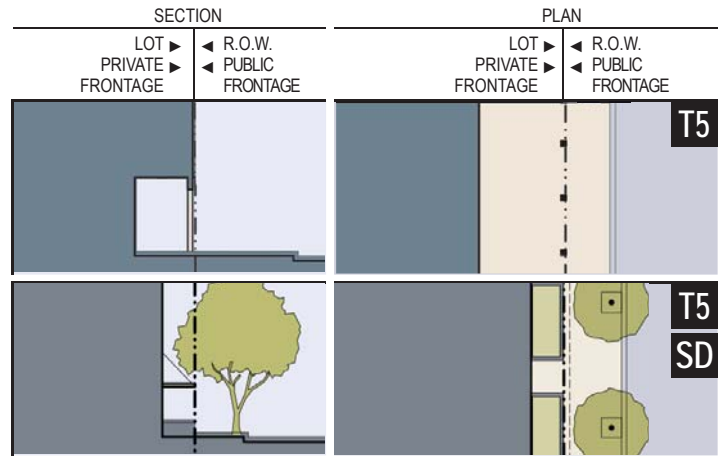 SECTION
LOT ► ◄ R.O.W.
PRIVATE ► ◄ PUBLIC
FRONTAGE FRONTAGE
PLAN
LOT ► ◄ R.O.W.
PRIVATE ► ◄ PUBLIC
FRONTAGE FRONTAGE
T5
T5
SD